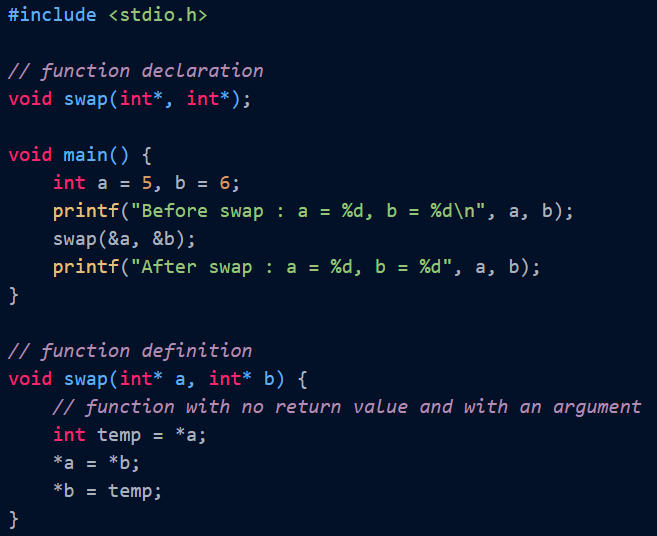 #include <stdio.h>

// function declaration
void swap(int*, int*);

void main() {
    int a = 5, b = 6;
    printf("Before swap : a = %d, b = %d\n", a, b);
    swap(&a, &b);
    printf("After swap : a = %d, b = %d", a, b);
}

// function definition
void swap(int* a, int* b) {
    // function with no return value and with an argument
    int temp = *a;
    *a = *b;
    *b = temp;
}